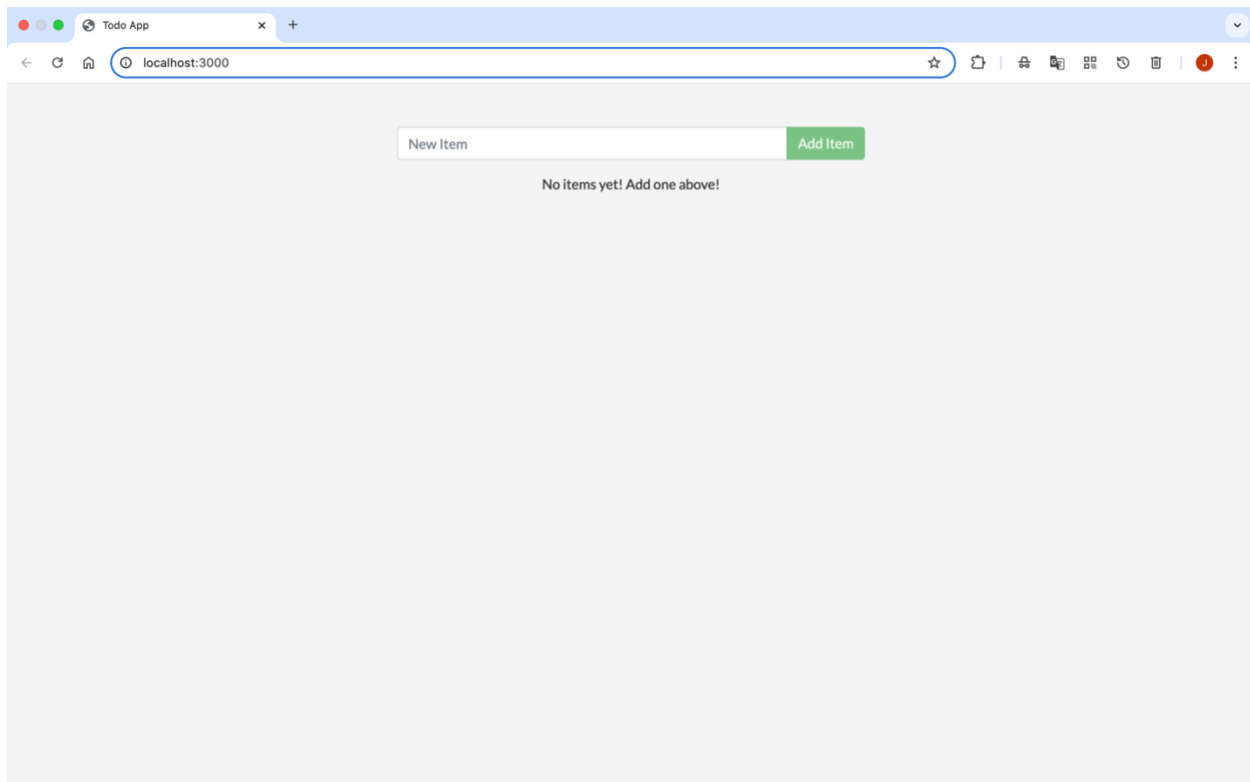 Todo App
localhost:3000
J
New Item
Add Item
No items yet! Add one above!